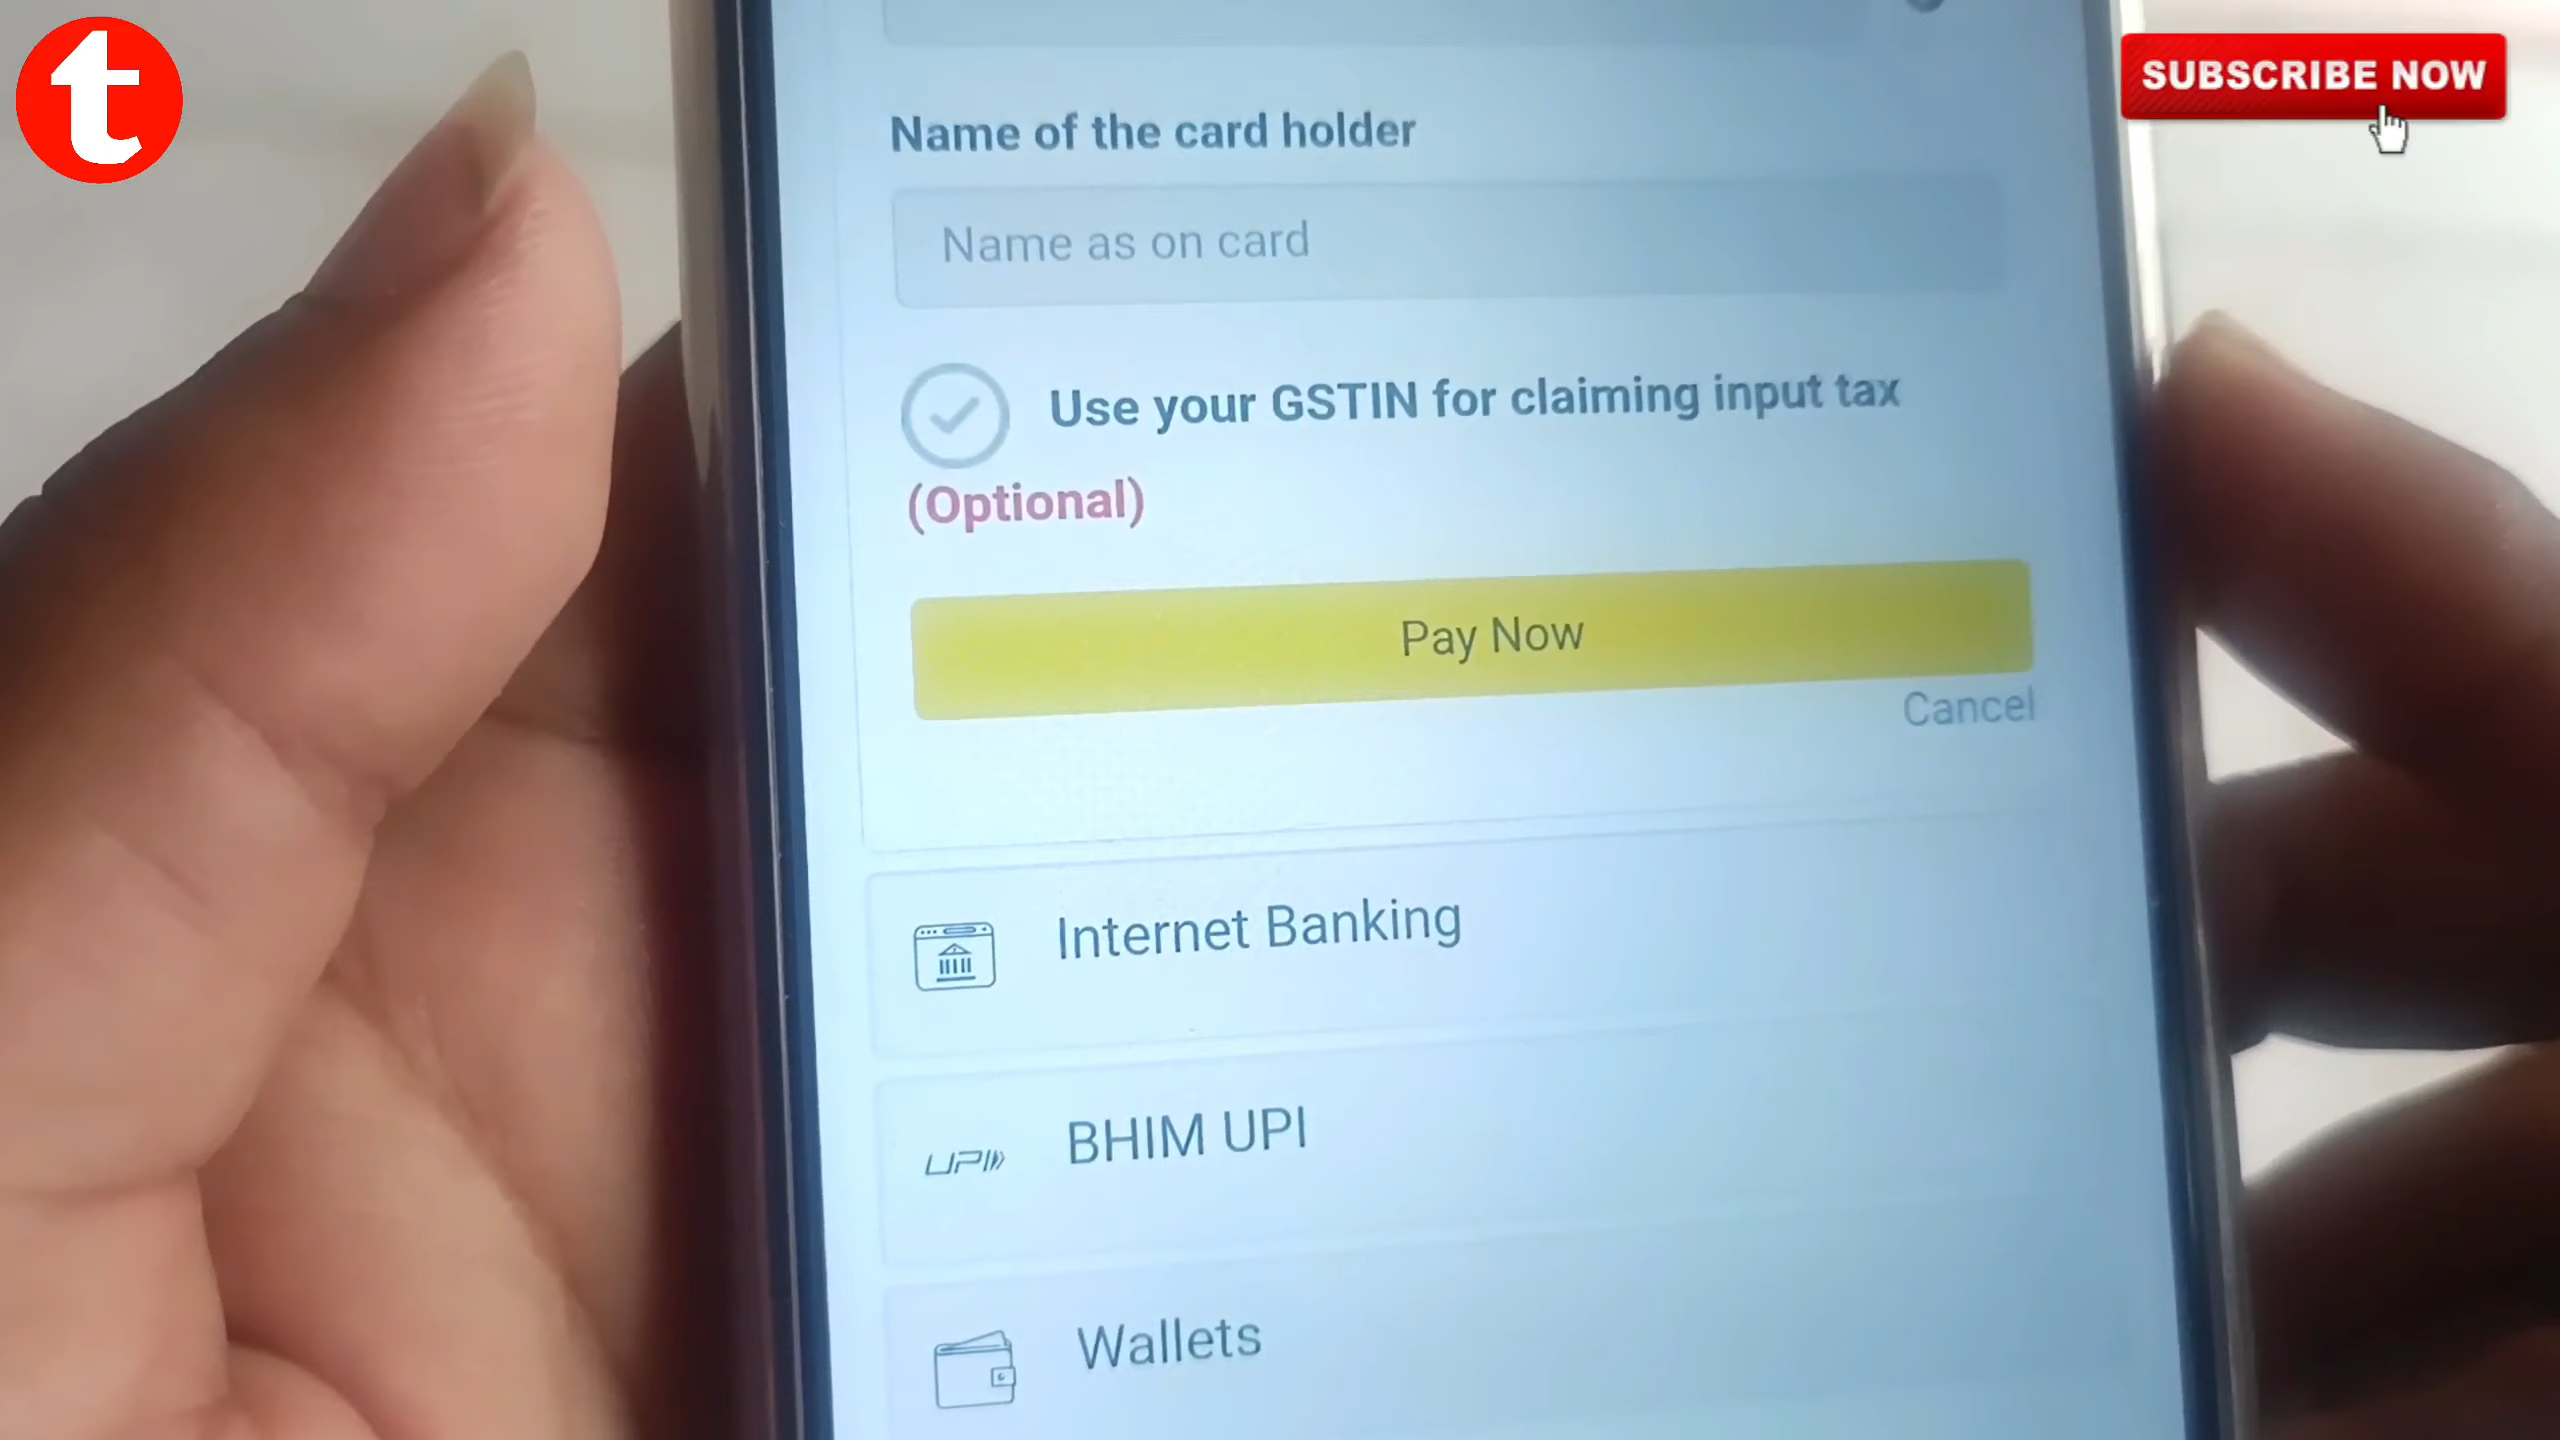 t
SUBSCRIBE NOW
Name of the card holder
Name as on card
Use your GSTIN for claiming input tax
(Optional)
Pay Now
Cancel
Internet Banking
UPI
BHIM UPI
Wallets